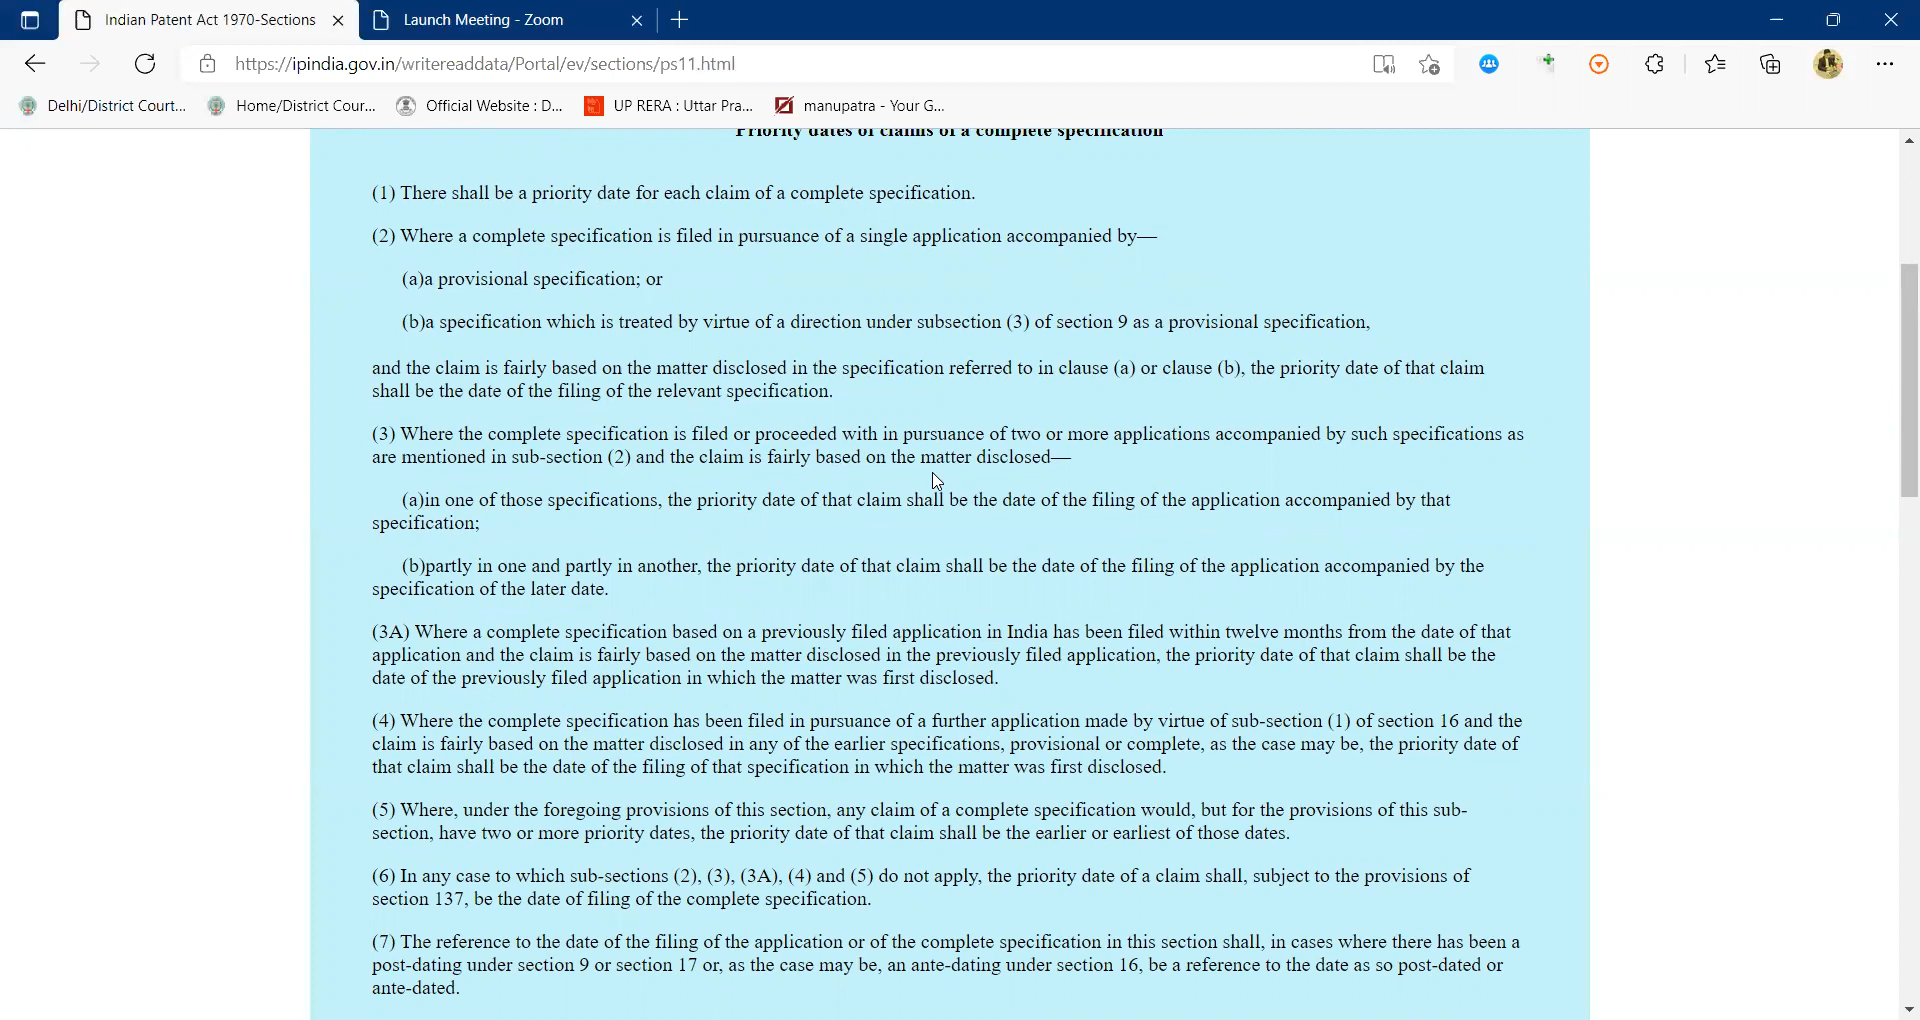 Indian Patent Act 1970-Sections
Launch Meeting - Zoom
https://ipindia.gov.in/writereaddata/Portal/ev/sections/ps11.html
Delhi/District Court...
Home/District Cour...
Official Website : D...
UP RERA : Uttar Pra...
manupatra - Your G...
Priority dates of claims of a complete specification
(1) There shall be a priority date for each claim of a complete specification.
(2) Where a complete specification is filed in pursuance of a single application accompanied by—
(a)a provisional specification; or
(b)a specification which is treated by virtue of a direction under subsection (3) of section 9 as a provisional specification,
and the claim is fairly based on the matter disclosed in the specification referred to in clause (a) or clause (b), the priority date of that claim
shall be the date of the filing of the relevant specification.
(3) Where the complete specification is filed or proceeded with in pursuance of two or more applications accompanied by such specifications as
are mentioned in sub-section (2) and the claim is fairly based on the matter disclosed—
(a)in one of those specifications, the priority date of that claim shall be the date of the filing of the application accompanied by that
specification;
(b)partly in one and partly in another, the priority date of that claim shall be the date of the filing of the application accompanied by the
specification of the later date.
(3A) Where a complete specification based on a previously filed application in India has been filed within twelve months from the date of that
application and the claim is fairly based on the matter disclosed in the previously filed application, the priority date of that claim shall be the
date of the previously filed application in which the matter was first disclosed.
(4) Where the complete specification has been filed in pursuance of a further application made by virtue of sub-section (1) of section 16 and the
claim is fairly based on the matter disclosed in any of the earlier specifications, provisional or complete, as the case may be, the priority date of
that claim shall be the date of the filing of that specification in which the matter was first disclosed.
(5) Where, under the foregoing provisions of this section, any claim of a complete specification would, but for the provisions of this sub-
section, have two or more priority dates, the priority date of that claim shall be the earlier or earliest of those dates.
(6) In any case to which sub-sections (2), (3), (3A), (4) and (5) do not apply, the priority date of a claim shall, subject to the provisions of
section 137, be the date of filing of the complete specification.
(7) The reference to the date of the filing of the application or of the complete specification in this section shall, in cases where there has been a
post-dating under section 9 or section 17 or, as the case may be, an ante-dating under section 16, be a reference to the date as so post-dated or
ante-dated.